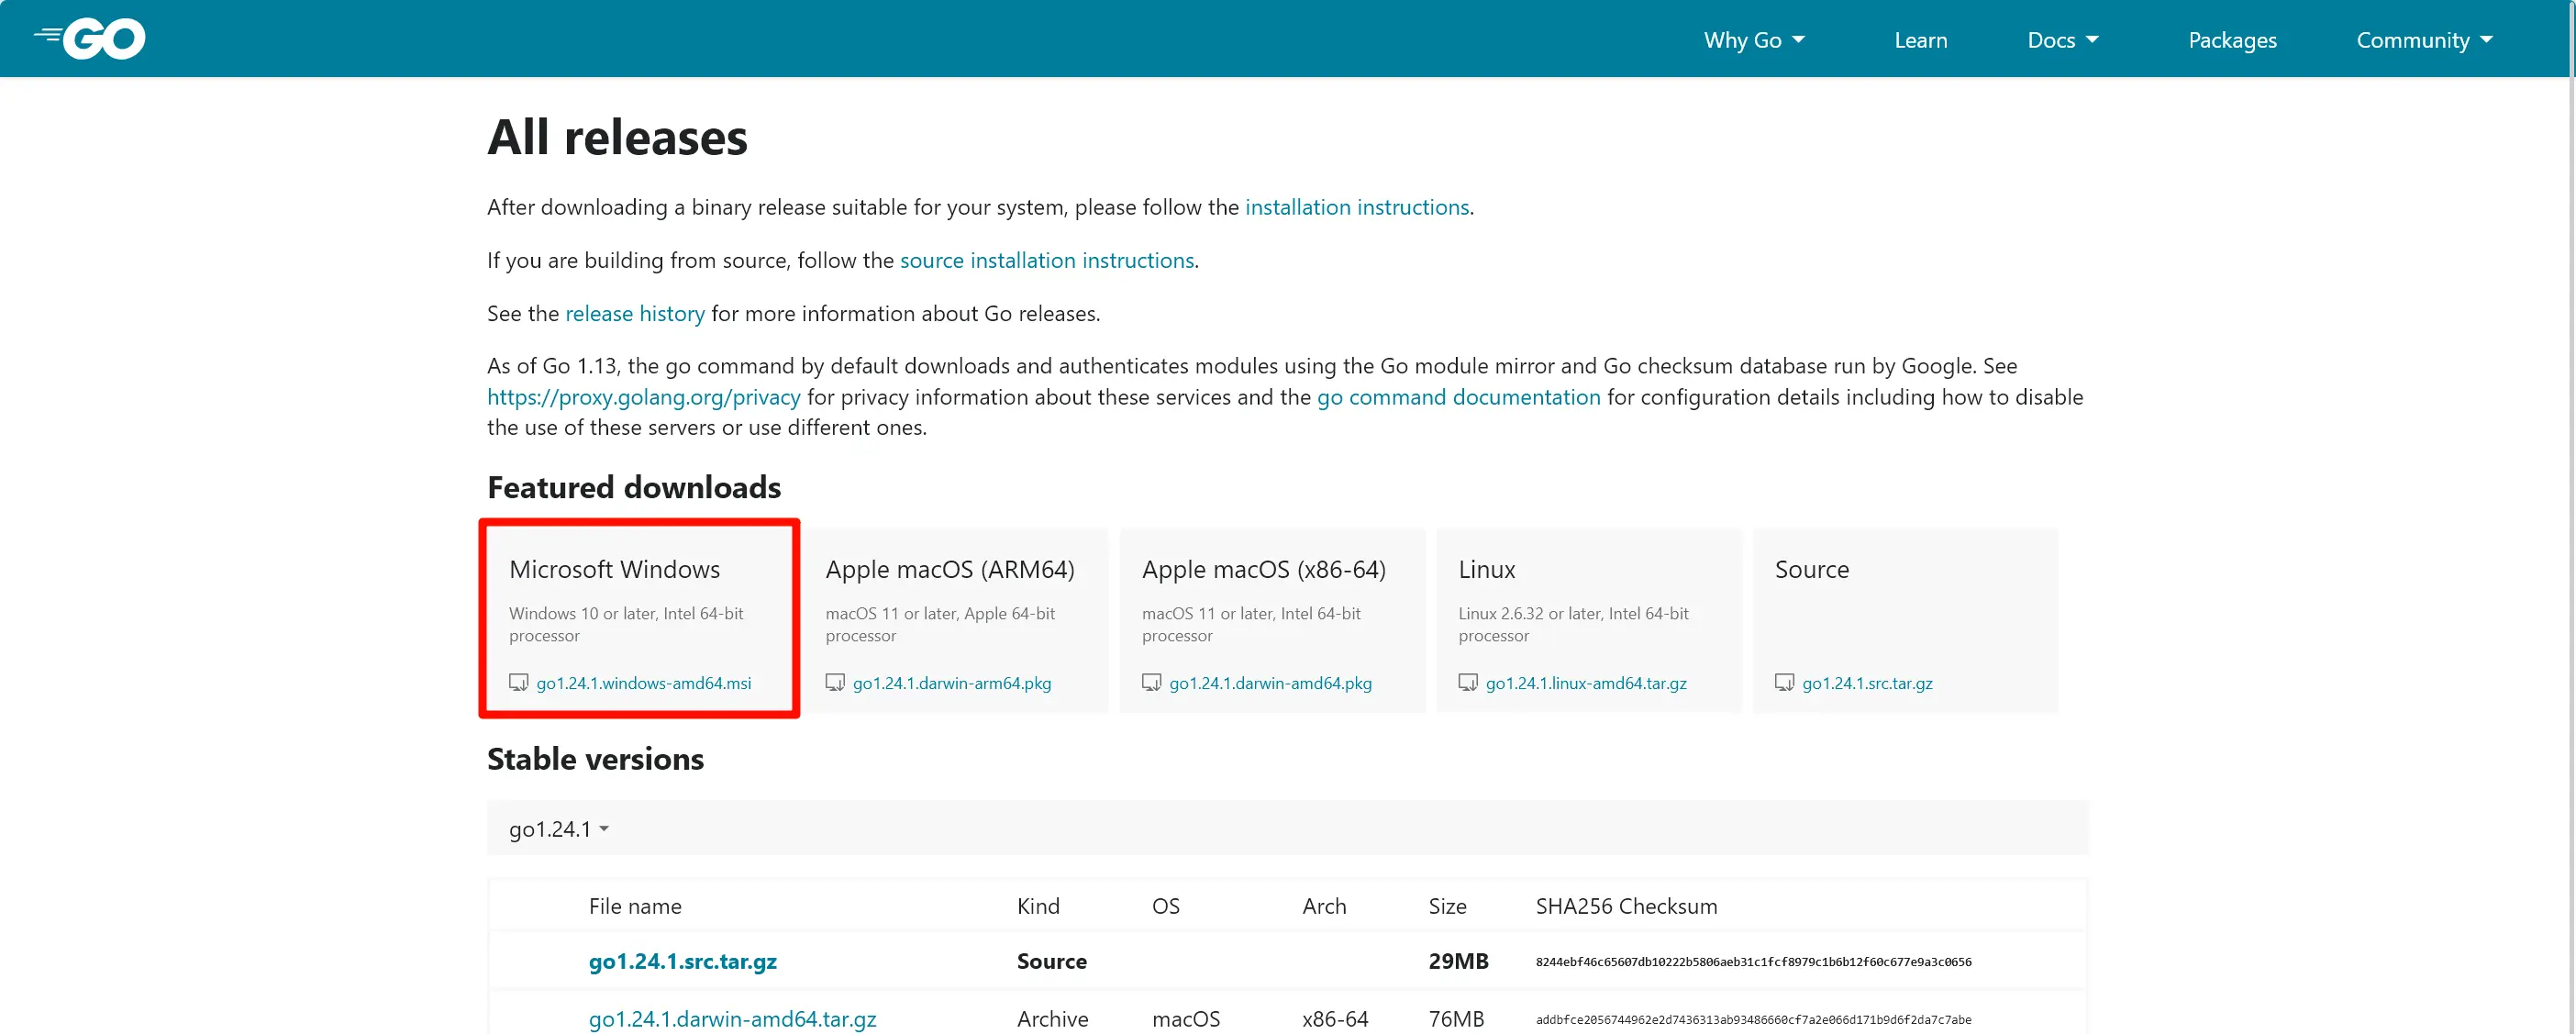 GO
Why Go
Learn
Docs
Packages
Community
All releases
After downloading a binary release suitable for your system, please follow the installation instructions.
If you are building from source, follow the source installation instructions.
See the release history for more information about Go releases.
As of Go 1.13, the go command by default downloads and authenticates modules using the Go module mirror and Go checksum database run by Google. See
https://proxy.golang.org/privacy for privacy information about these services and the go command documentation for configuration details including how to disable
the use of these servers or use different ones.
Featured downloads
Microsoft Windows
Windows 10 or later, Intel 64-bit
processor
go1.24.1.windows-amd64.msi
Apple macOS (ARM64)
macOS 11 or later, Apple 64-bit
processor
go1.24.1.darwin-arm64.pkg
Apple macOS (x86-64)
macOS 11 or later, Intel 64-bit
processor
go1.24.1.darwin-amd64.pkg
Linux
Linux 2.6.32 or later, Intel 64-bit
processor
go1.24.1.linux-amd64.tar.gz
Source
go1.24.1.src.tar.gz
Stable versions
go1.24.1
File name Kind OS Arch Size SHA256 Checksum
go1.24.1.src.tar.gz Source 29MB 8244ebf46c65607db10222b5806aeb31c1fcf8979c1b6b12f60c677e9a3c0656
go1.24.1.darwin-amd64.tar.gz Archive macOS x86-64 76MB addbfce2056744962e2d7436313ab93486660cf7a2e066d171b9d6f2da7c7abe